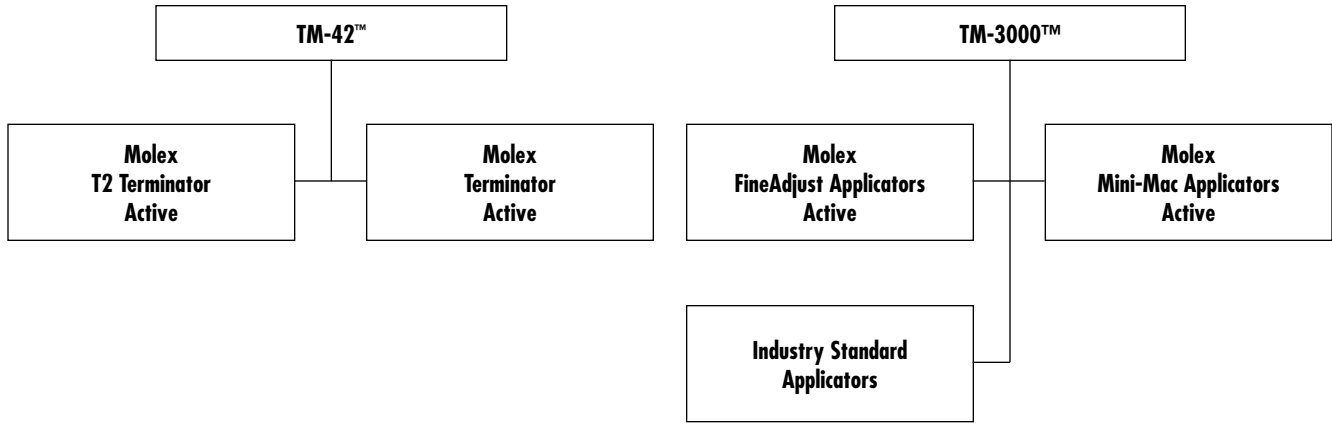 TM-42™
TM-3000™
Molex
T2 Terminator
Active
Molex
Terminator
Active
Molex
FineAdjust Applicators
Active
Molex
Mini-Mac Applicators
Active
Industry Standard
Applicators